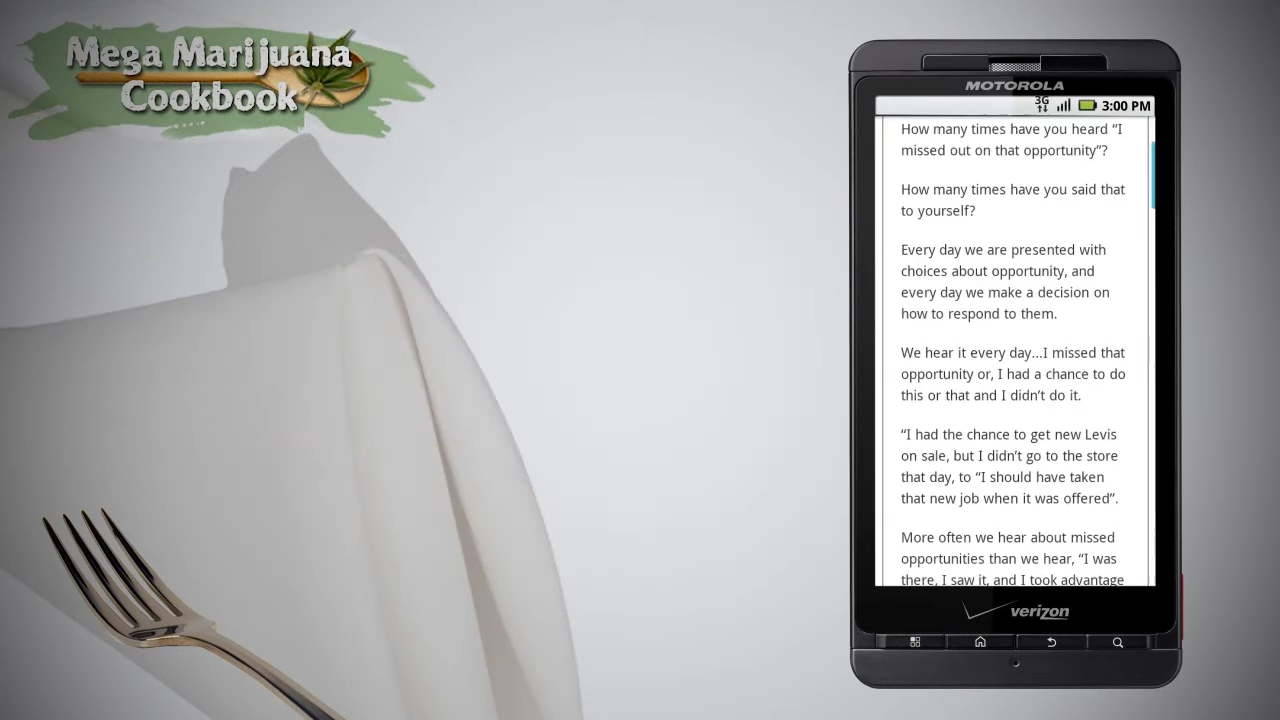 Mega Marijuana
Cookbook
MOTOROLA
3G
3:00 PM
How many times have you heard “I
missed out on that opportunity”?
How many times have you said that
to yourself?
Every day we are presented with
choices about opportunity, and
every day we make a decision on
how to respond to them.
We hear it every day...I missed that
opportunity or, I had a chance to do
this or that and I didn’t do it.
“I had the chance to get new Levis
on sale, but I didn’t go to the store
that day, to “I should have taken
that new job when it was offered”.
More often we hear about missed
opportunities than we hear, “I was
there, I saw it, and I took advantage
verizon